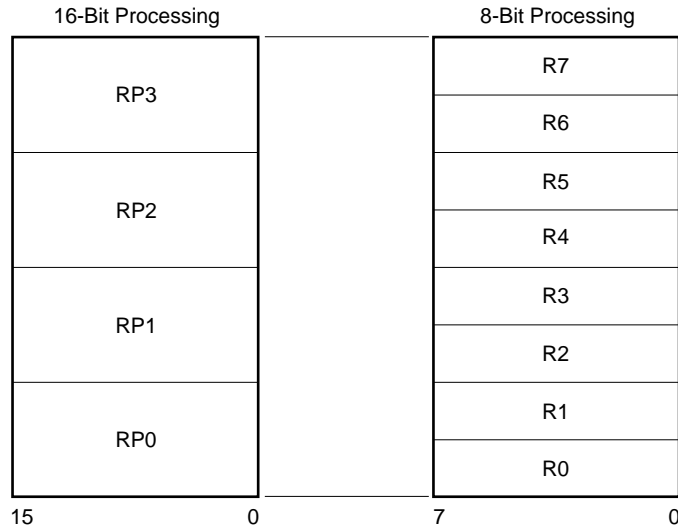 16-Bit Processing
8-Bit Processing
RP3
RP2
RP1
RP0
R7
R6
R5
R4
R3
R2
R1
R0
15 0 7 0